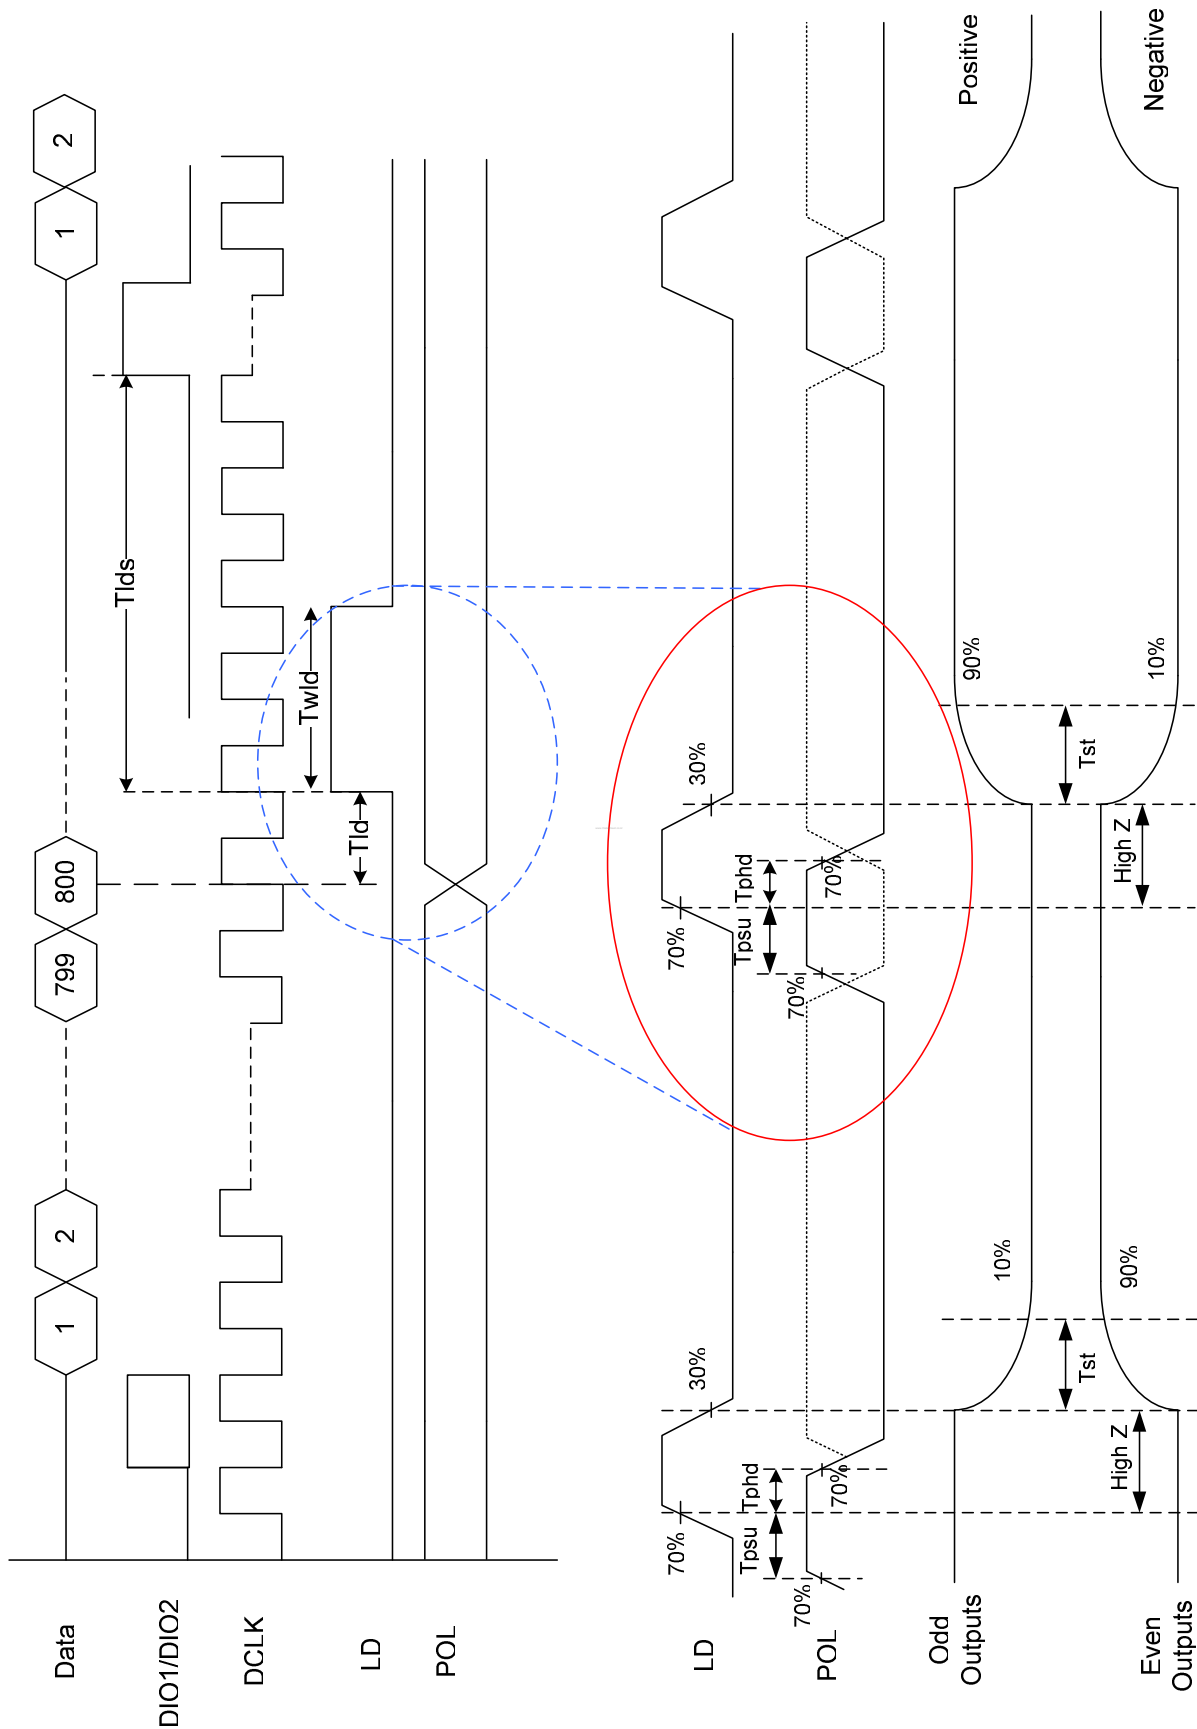 Data
1
2
799
800
1
2
DIO1/DIO2
Tlds
DCLK
LD
Tld
Twld
POL
LD
70%
30%
70%
30%
POL
70%
Tpsu
Tphd
70%
70%
Tpsu
Tphd
70%
Odd
Outputs
10%
90%
Positive
Tst
Tst
High Z
90%
High Z
10%
Negative
Even
Outputs